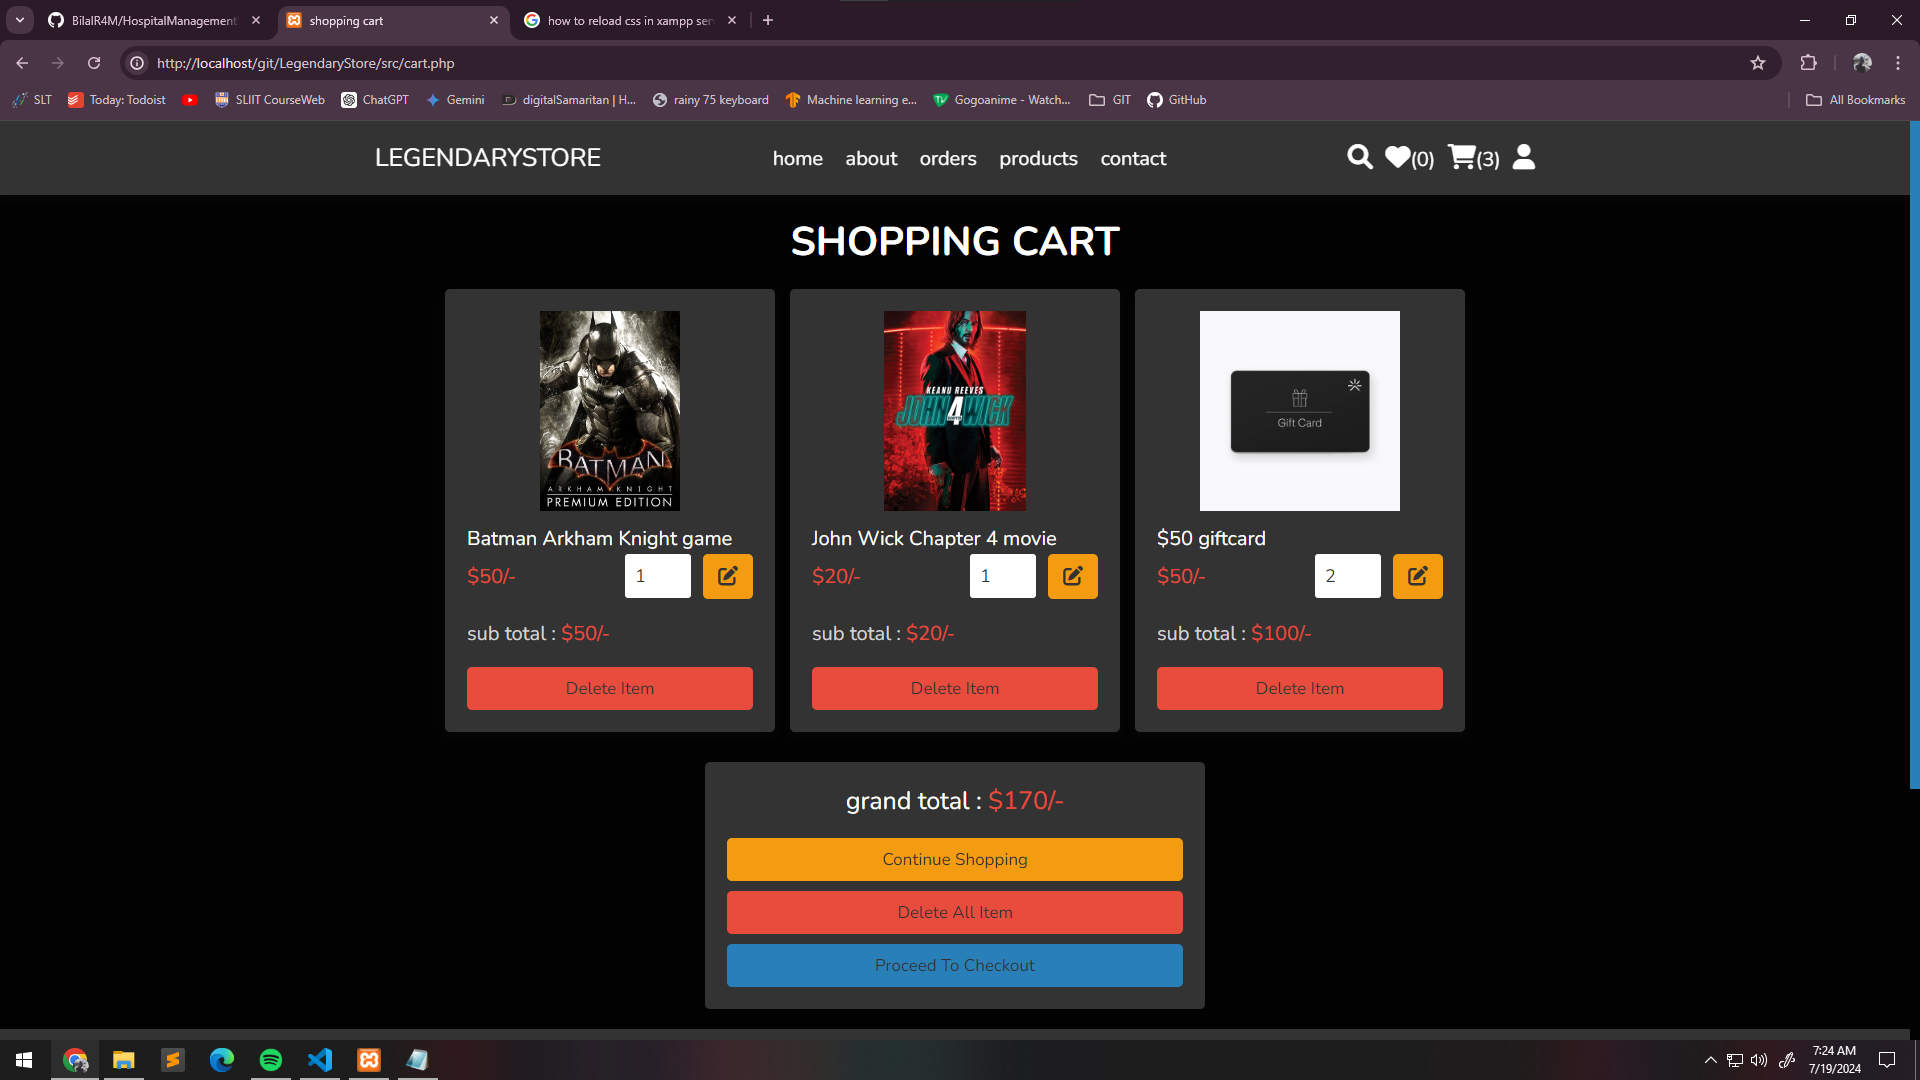 BilalR4M/HospitalManagement
shopping cart
how to reload css in xampp ser
http://localhost/git/LegendaryStore/src/cart.php
SLT
Today: Todoist
SLIIT CourseWeb
ChatGPT
Gemini
digitalSamaritan | H...
rainy 75 keyboard
Machine learning e...
Gogoanime - Watch...
GIT
GitHub
All Bookmarks
LEGENDARYSTORE
home about orders products contact
(0) (3)
SHOPPING CART
KEANU REEVES
JOHN 4 WICK
BATMAN
ARKHAM KNIGHT
PREMIUM EDITION
Gift Card
Batman Arkham Knight game
$50/- 1
sub total : $50/-
Delete Item
John Wick Chapter 4 movie
$20/- 1
sub total : $20/-
Delete Item
$50 giftcard
$50/- 2
sub total : $100/-
Delete Item
grand total : $170/-
Continue Shopping
Delete All Item
Proceed To Checkout
7:24 AM
7/19/2024